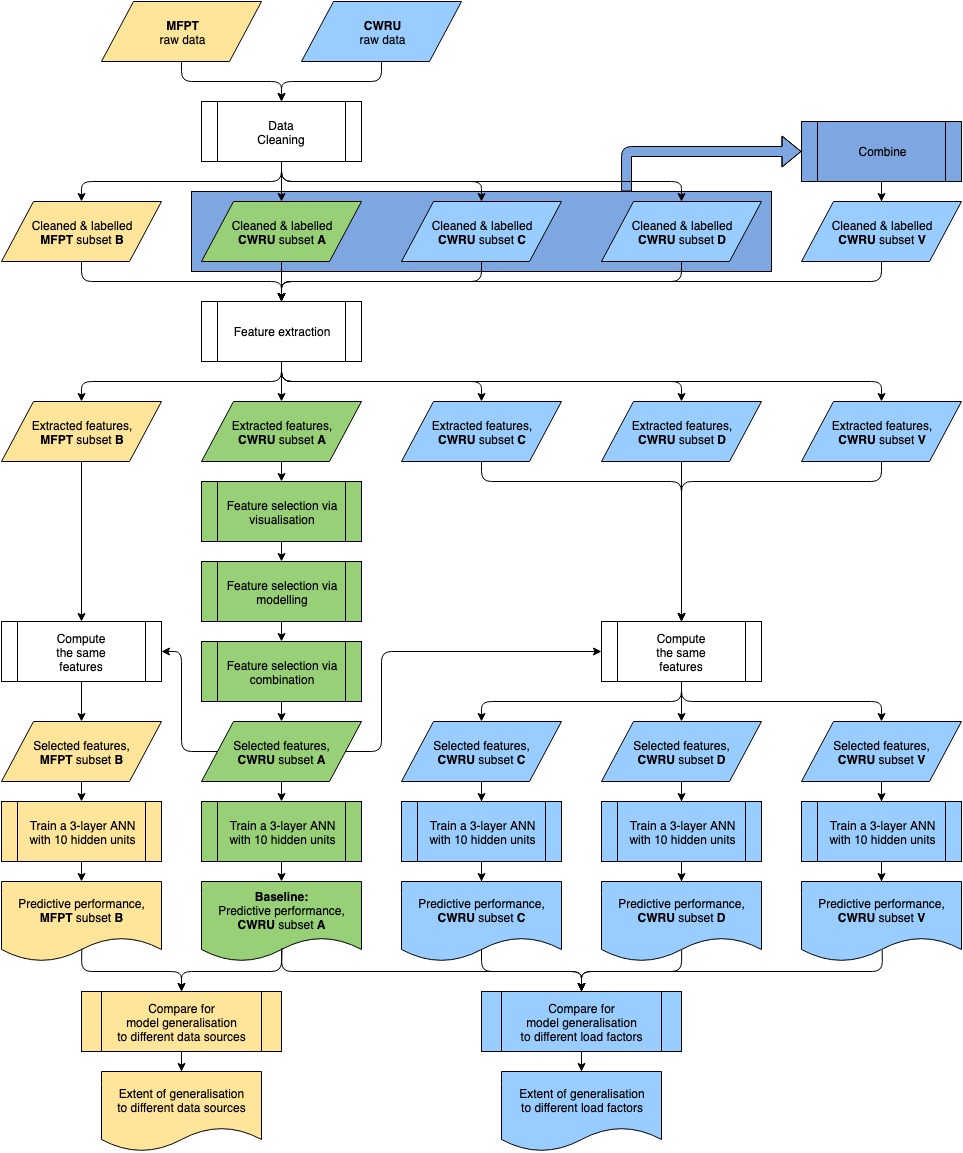 MFPT
raw data
CWRU
raw data
Data
Cleaning
Combine
Cleaned & labelled
MFPT subset B
Cleaned & labelled
CWRU subset A
Cleaned & labelled
CWRU subset C
Cleaned & labelled
CWRU subset D
Cleaned & labelled
CWRU subset V
Feature extraction
Extracted features,
MFPT subset B
Extracted features,
CWRU subset A
Extracted features,
CWRU subset C
Extracted features,
CWRU subset D
Extracted features,
CWRU subset V
Feature selection via
visualisation
Feature selection via
modelling
Compute
the same
features
Feature selection via
combination
Compute
the same
features
Selected features,
MFPT subset B
Selected features,
CWRU subset A
Selected features,
CWRU subset C
Selected features,
CWRU subset D
Selected features,
CWRU subset V
Train a 3-layer ANN
with 10 hidden units
Train a 3-layer ANN
with 10 hidden units
Train a 3-layer ANN
with 10 hidden units
Train a 3-layer ANN
with 10 hidden units
Train a 3-layer ANN
with 10 hidden units
Predictive performance,
MFPT subset B
Baseline:
Predictive performance,
CWRU subset A
Predictive performance,
CWRU subset C
Predictive performance,
CWRU subset D
Predictive performance,
CWRU subset V
Compare for
model generalisation
to different data sources
Compare for
model generalisation
to different load factors
Extent of generalisation
to different data sources
Extent of generalisation
to different load factors